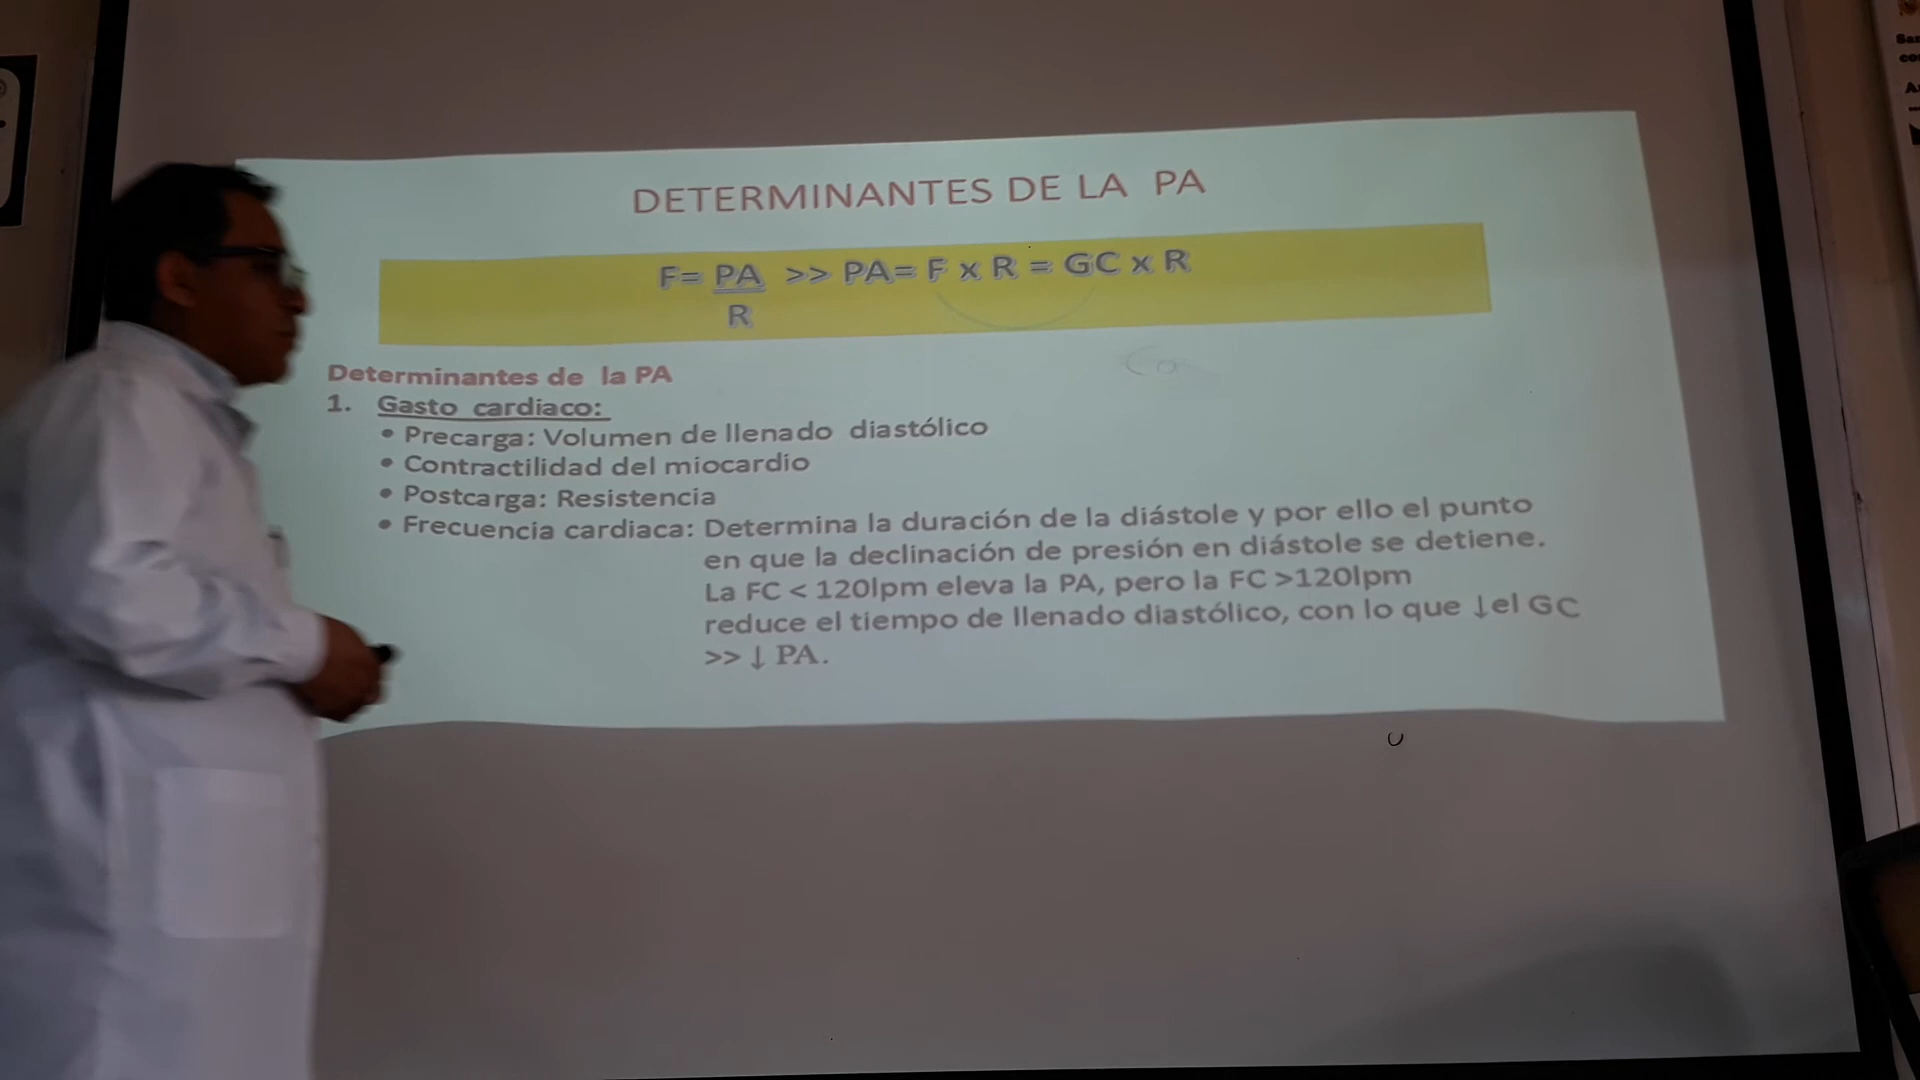 DETERMINANTES DE LA PA
F= PA >> PA= F x R = GC x R
R
Determinantes de la PA
1. Gasto cardiaco:
• Precarga: Volumen de llenado diastólico
• Contractilidad del miocardio
• Postcarga: Resistencia
• Frecuencia cardiaca: Determina la duración de la diástole y por ello el punto
en que la declinación de presión en diástole se detiene.
La FC < 120lpm eleva la PA, pero la FC >120lpm
reduce el tiempo de llenado diastólico, con lo que ↓el GC
>> ↓ PA.